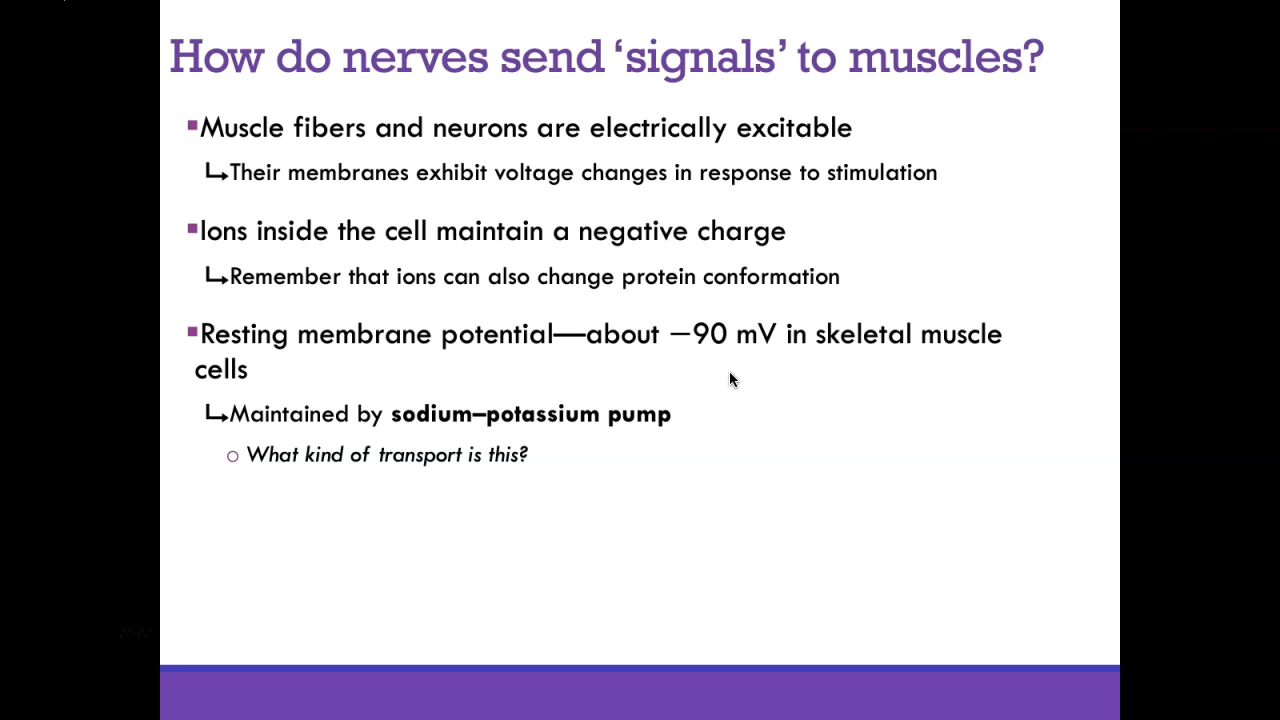 How do nerves send ‘signals’ to muscles?
▪Muscle fibers and neurons are electrically excitable
↳Their membranes exhibit voltage changes in response to stimulation
▪Ions inside the cell maintain a negative charge
↳Remember that ions can also change protein conformation
▪Resting membrane potential—about −90 mV in skeletal muscle
cells
↳Maintained by sodium–potassium pump
○ What kind of transport is this?